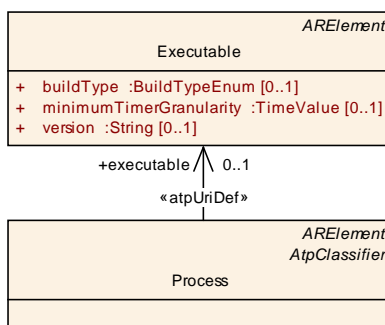 ARElement
Executable
+ buildType :BuildTypeEnum [0..1]
+ minimumTimerGranularity :TimeValue [0..1]
+ version :String [0..1]
+executable 0..1
«atpUriDef»
ARElement
AtpClassifier
Process